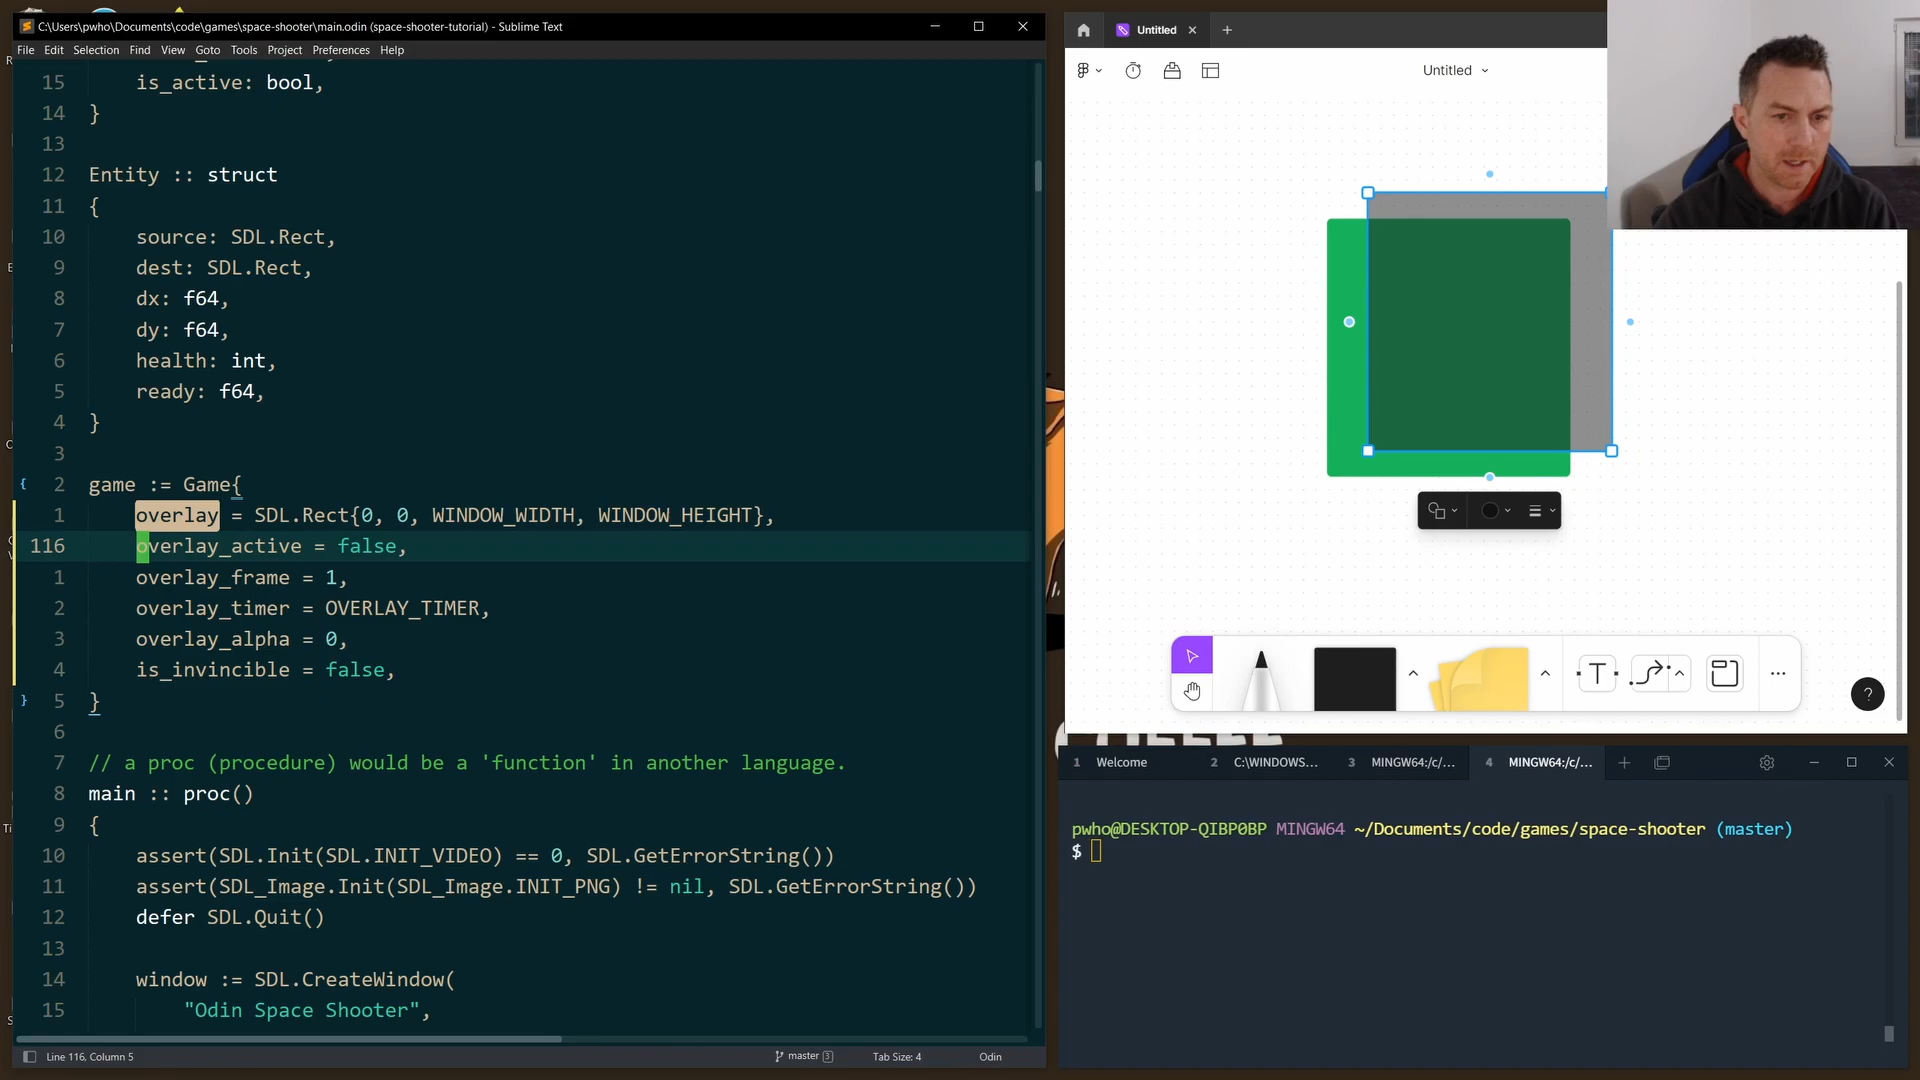 C:\Users\pwho\Documents\code\games\space-shooter\main.odin (space-shooter-tutorial) - Sublime Text
File Edit Selection Find View Goto Tools Project Preferences Help
15 is_active: bool,
14 }
13
12 Entity :: struct
11 {
10 source: SDL.Rect,
9 dest: SDL.Rect,
8 dx: f64,
7 dy: f64,
6 health: int,
5 ready: f64,
4 }
3
2 game := Game{
1 overlay = SDL.Rect{0, 0, WINDOW_WIDTH, WINDOW_HEIGHT},
116 overlay_active = false,
1 overlay_frame = 1,
2 overlay_timer = OVERLAY_TIMER,
3 overlay_alpha = 0,
4 is_invincible = false,
5 }
6
7 // a proc (procedure) would be a 'function' in another language.
8 main :: proc()
9 {
10 assert(SDL.Init(SDL.INIT_VIDEO) == 0, SDL.GetErrorString())
11 assert(SDL_Image.Init(SDL_Image.INIT_PNG) != nil, SDL.GetErrorString())
12 defer SDL.Quit()
13
14 window := SDL.CreateWindow(
15 "Odin Space Shooter",
Line 116, Column 5
master 3
Tab Size: 4
Odin
Untitled
Untitled
T
?
1 Welcome 2 C:\WINDOWS... 3 MINGW64:/c/... 4 MINGW64:/c/...
pwho@DESKTOP-QIBP0BP MINGW64 ~/Documents/code/games/space-shooter (master)
$